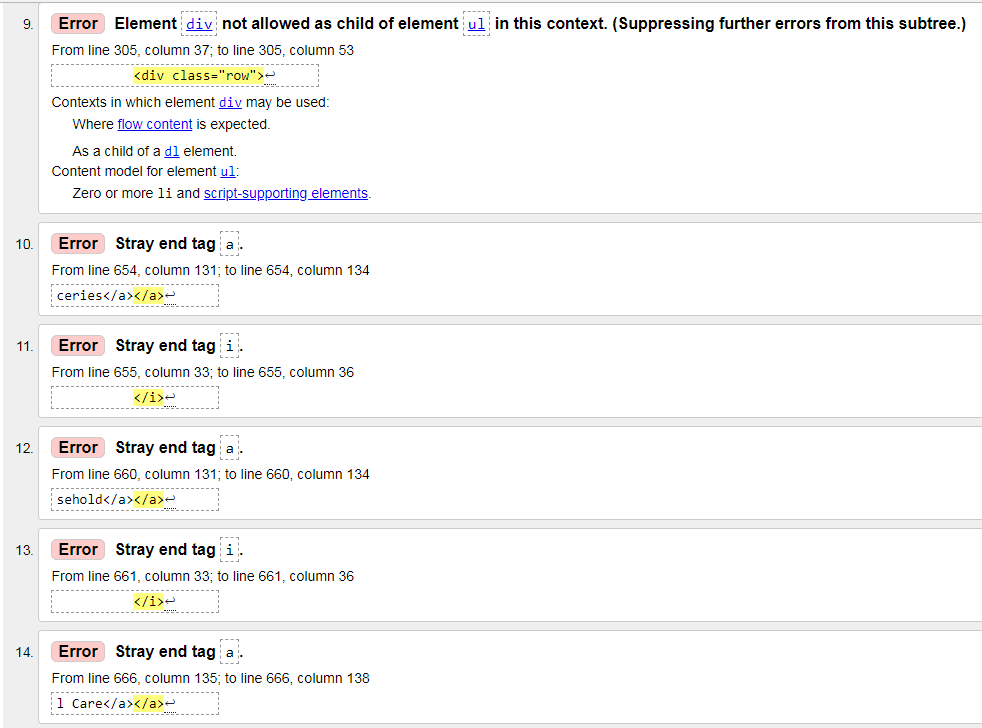 9. Error Element div not allowed as child of element ul in this context. (Suppressing further errors from this subtree.)
From line 305, column 37; to line 305, column 53
<div class="row">↩
Contexts in which element div may be used:
Where flow content is expected.
As a child of a dl element.
Content model for element ul:
Zero or more li and script-supporting elements.
10. Error Stray end tag a.
From line 654, column 131; to line 654, column 134
ceries</a></a>↩
11. Error Stray end tag i.
From line 655, column 33; to line 655, column 36
</i>↩
12. Error Stray end tag a.
From line 660, column 131; to line 660, column 134
sehold</a></a>↩
13. Error Stray end tag i.
From line 661, column 33; to line 661, column 36
</i>↩
14. Error Stray end tag a.
From line 666, column 135; to line 666, column 138
l Care</a></a>↩